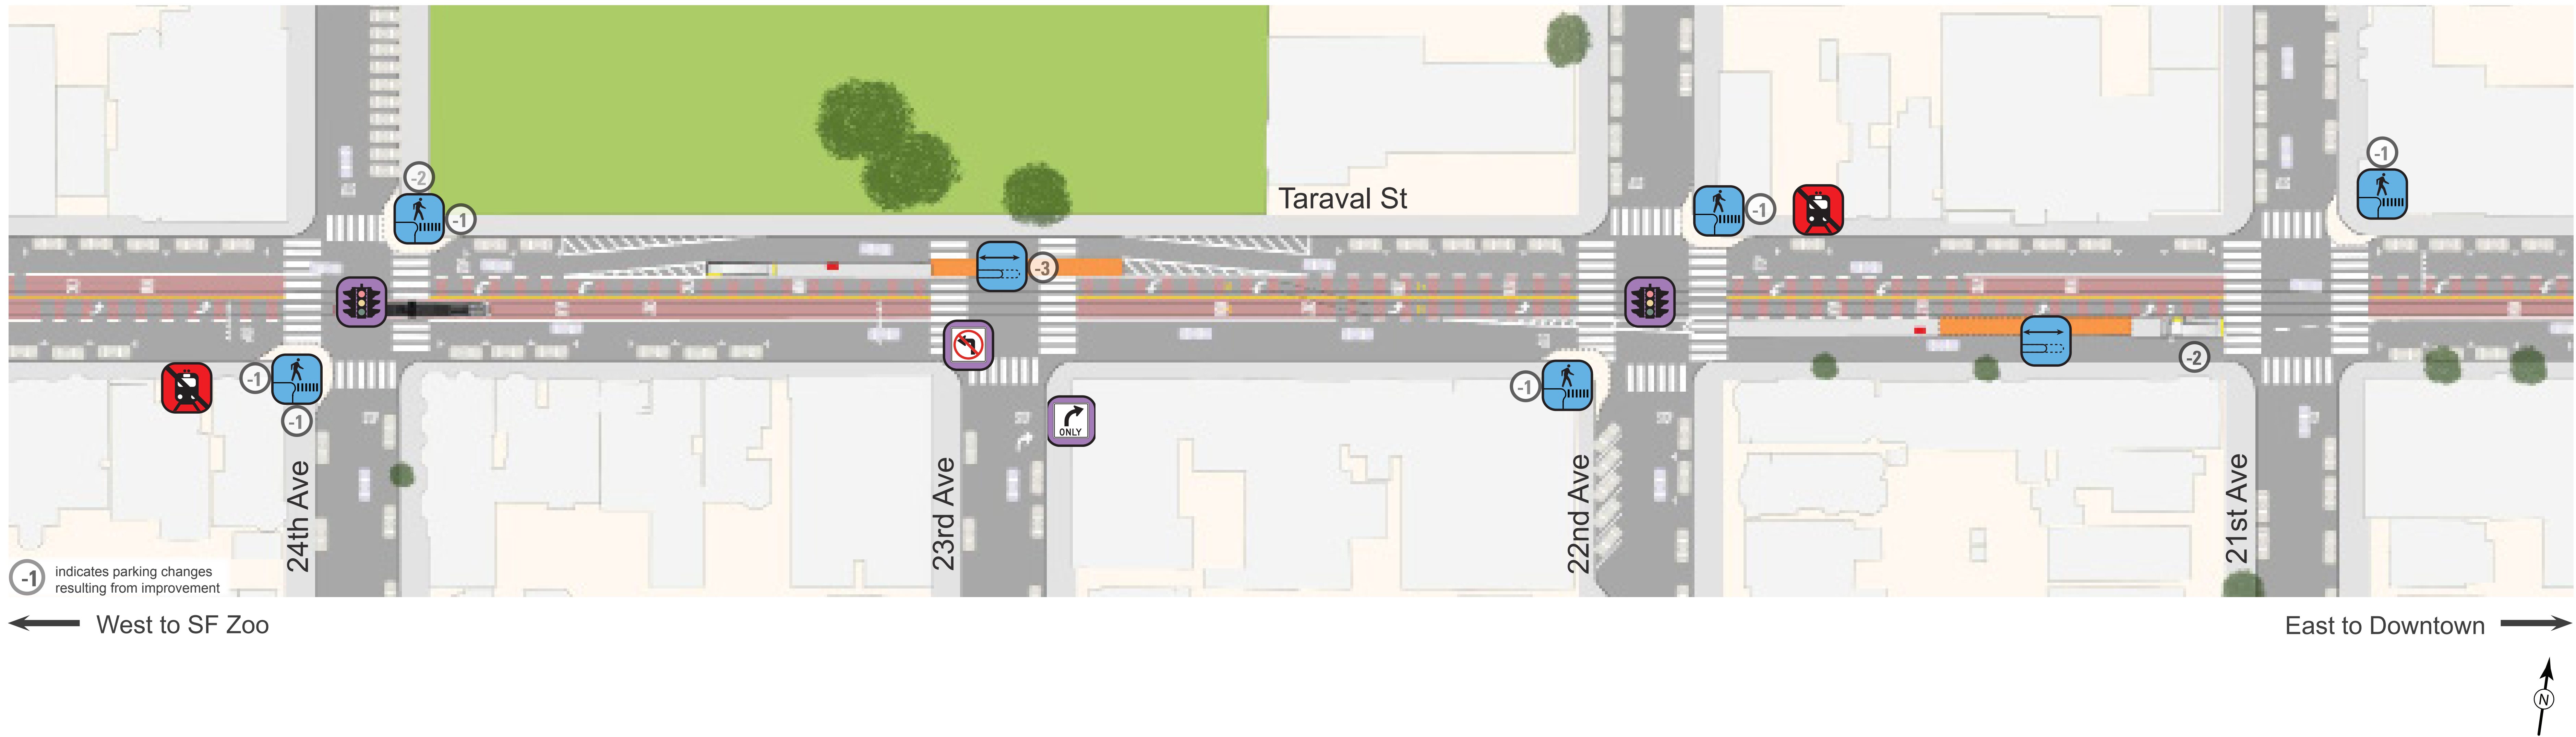 -2
-1
-1
-1
Taraval St
-3
-1
-1
-2
-1
-1
ONLY
24th Ave
23rd Ave
22nd Ave
21st Ave
-1 indicates parking changes
resulting from improvement
West to SF Zoo
East to Downtown
N